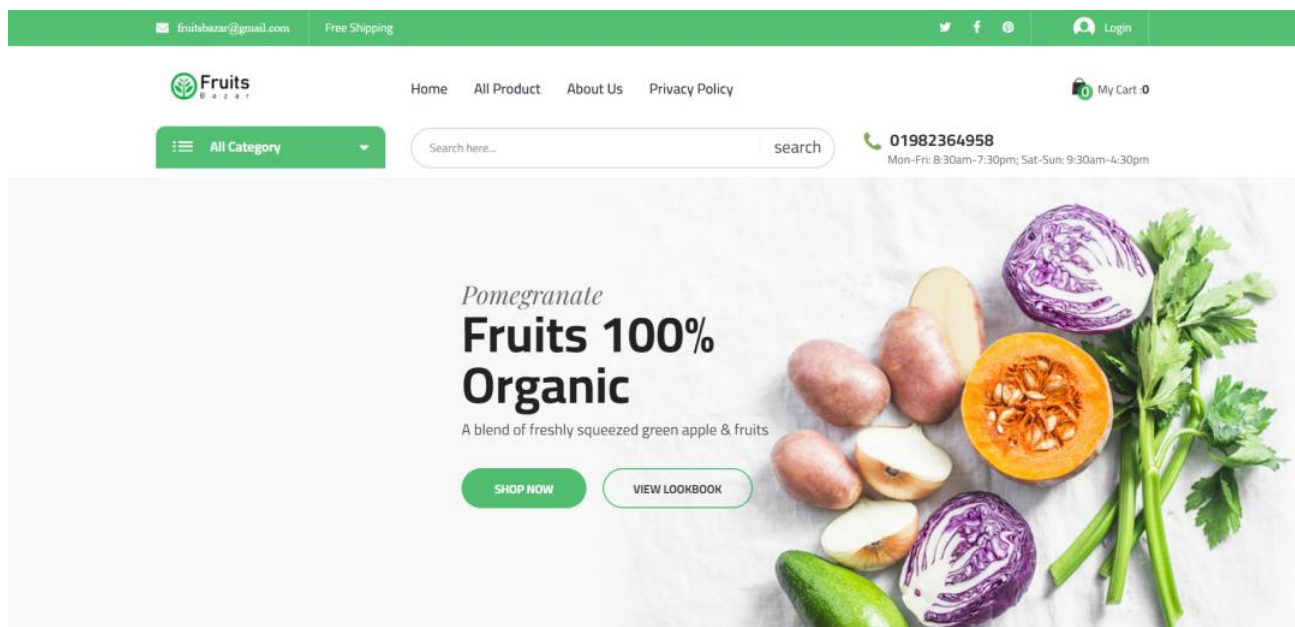 fruitsbazar@gmail.com Free Shipping Login
Fruits
Bazar
Home All Product About Us Privacy Policy
0 My Cart :0
All Category
Search here... search
01982364958
Mon-Fri: 8:30am-7:30pm; Sat-Sun: 9:30am-4:30pm
Pomegranate
Fruits 100%
Organic
A blend of freshly squeezed green apple & fruits
SHOP NOW VIEW LOOKBOOK